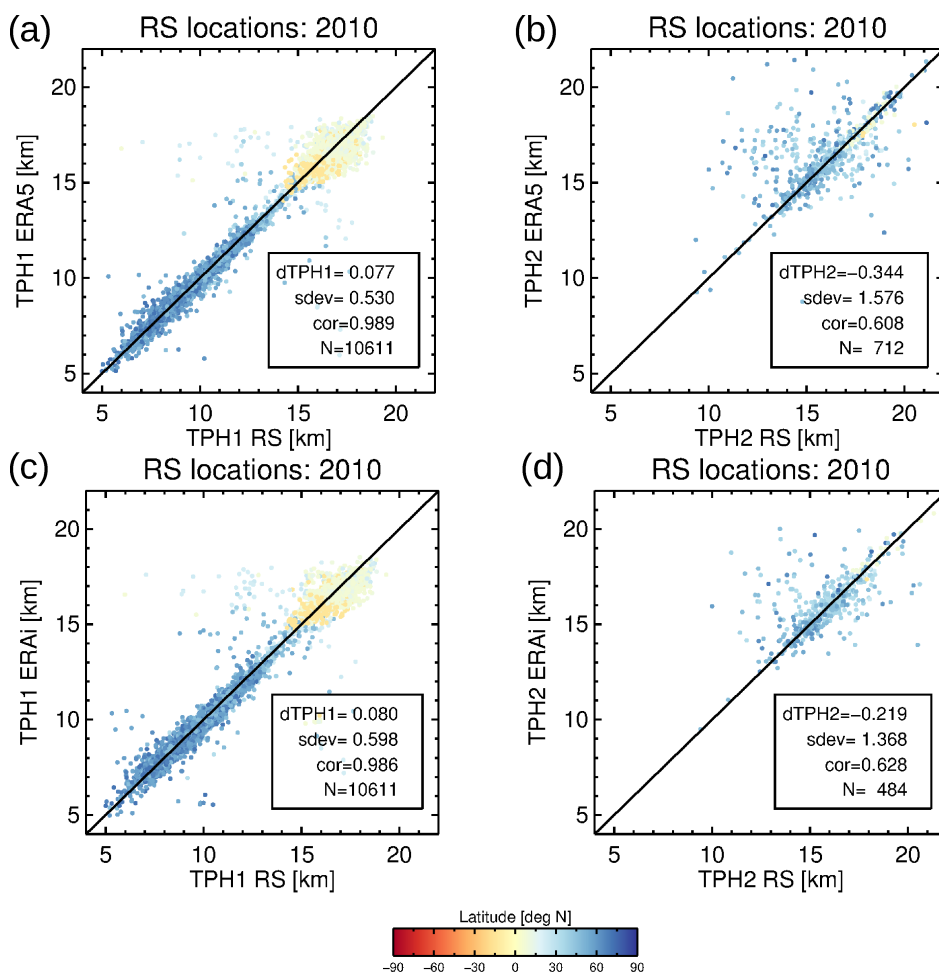 (a)
RS locations: 2010
(b)
RS locations: 2010
TPH1 ERA5 [km]
20
15
10
5
dTPH1= 0.077
sdev= 0.530
cor=0.989
N=10611
5 10 15 20
TPH1 RS [km]
TPH2 ERA5 [km]
20
15
10
5
dTPH2=−0.344
sdev= 1.576
cor=0.608
N= 712
10 15 20
TPH2 RS [km]
(c)
RS locations: 2010
(d)
RS locations: 2010
TPH1 ERAi [km]
20
15
10
5
dTPH1= 0.080
sdev= 0.598
cor=0.986
N=10611
5 10 15 20
TPH1 RS [km]
TPH2 ERAi [km]
20
15
10
5
dTPH2=−0.219
sdev= 1.368
cor=0.628
N= 484
5 10 15 20
TPH2 RS [km]
Latitude [deg N]
−90 −60 −30 0 30 60 90